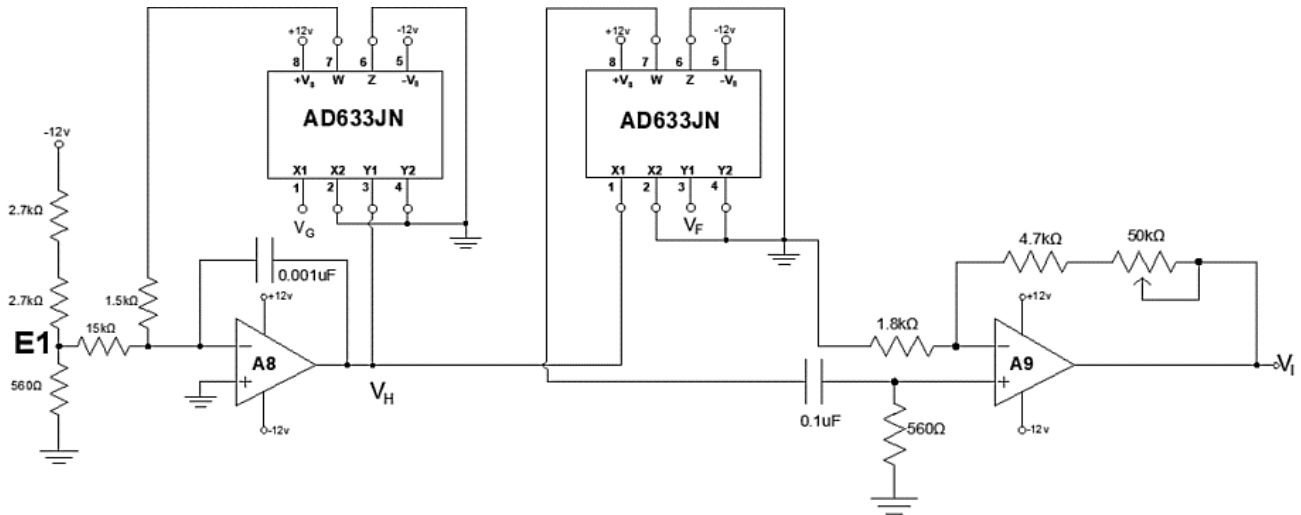 +12v
-12v
+12v
-12v
8 7 6 5
+Vs W Z -Vs
AD633JN
X1 X2 Y1 Y2
1 2 3 4
VG
8 7 6 5
+Vs W Z -Vs
AD633JN
X1 X2 Y1 Y2
1 2 3 4
VF
-12v
2.7kΩ
2.7kΩ
1.5kΩ
0.001uF
E1
15kΩ
560Ω
+12v
A8
-12v
VH
4.7kΩ
50kΩ
1.8kΩ
+12v
A9
-12v
VI
0.1uF
560Ω